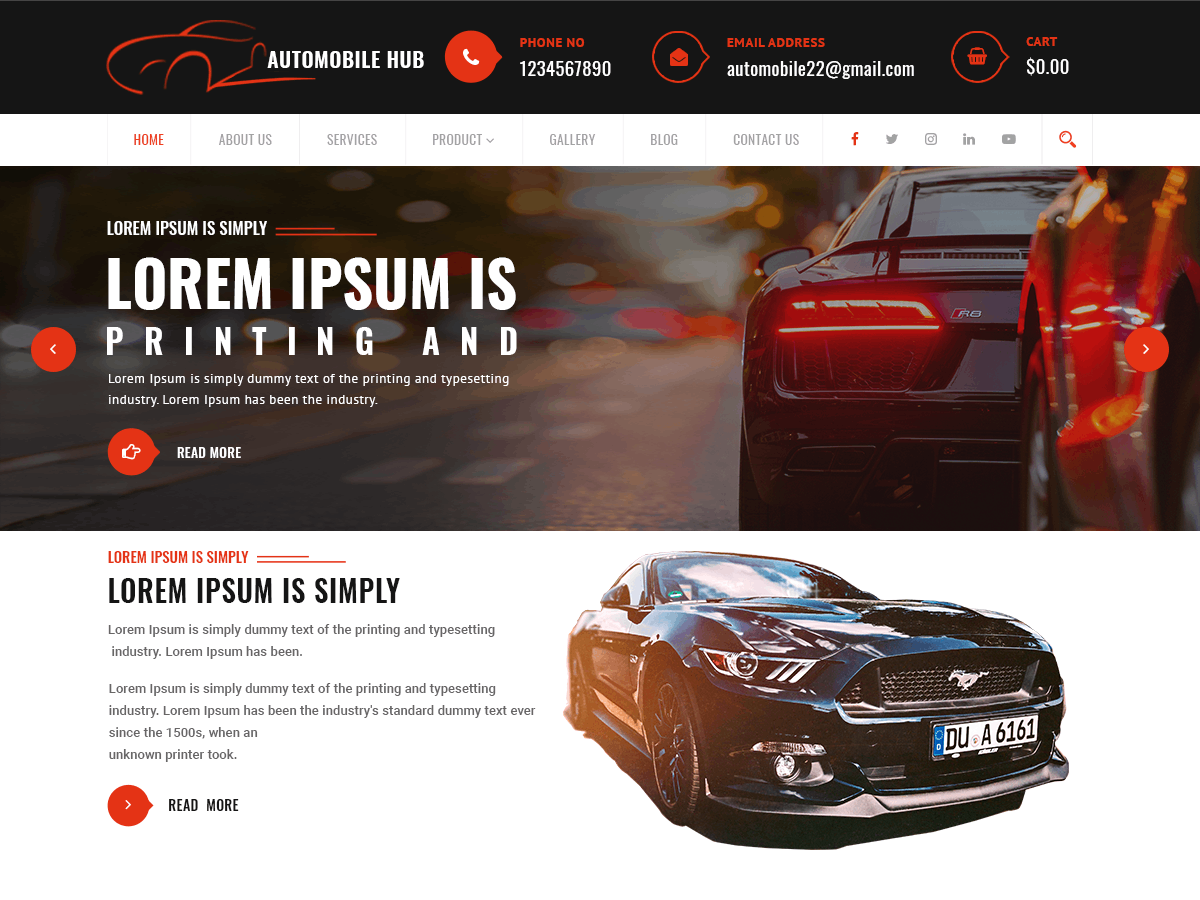 AUTOMOBILE HUB
PHONE NO
1234567890
EMAIL ADDRESS
automobile22@gmail.com
CART
$0.00
HOME
ABOUT US
SERVICES
PRODUCT
GALLERY
BLOG
CONTACT US
LOREM IPSUM IS SIMPLY
LOREM IPSUM IS
PRINTING AND
Lorem Ipsum is simply dummy text of the printing and typesetting
industry. Lorem Ipsum has been the industry.
READ MORE
R8
LOREM IPSUM IS SIMPLY
LOREM IPSUM IS SIMPLY
Lorem Ipsum is simply dummy text of the printing and typesetting
industry. Lorem Ipsum has been.
Lorem Ipsum is simply dummy text of the printing and typesetting
industry. Lorem Ipsum has been the industry's standard dummy text ever
since the 1500s, when an
unknown printer took.
READ MORE
D
DU A 6161